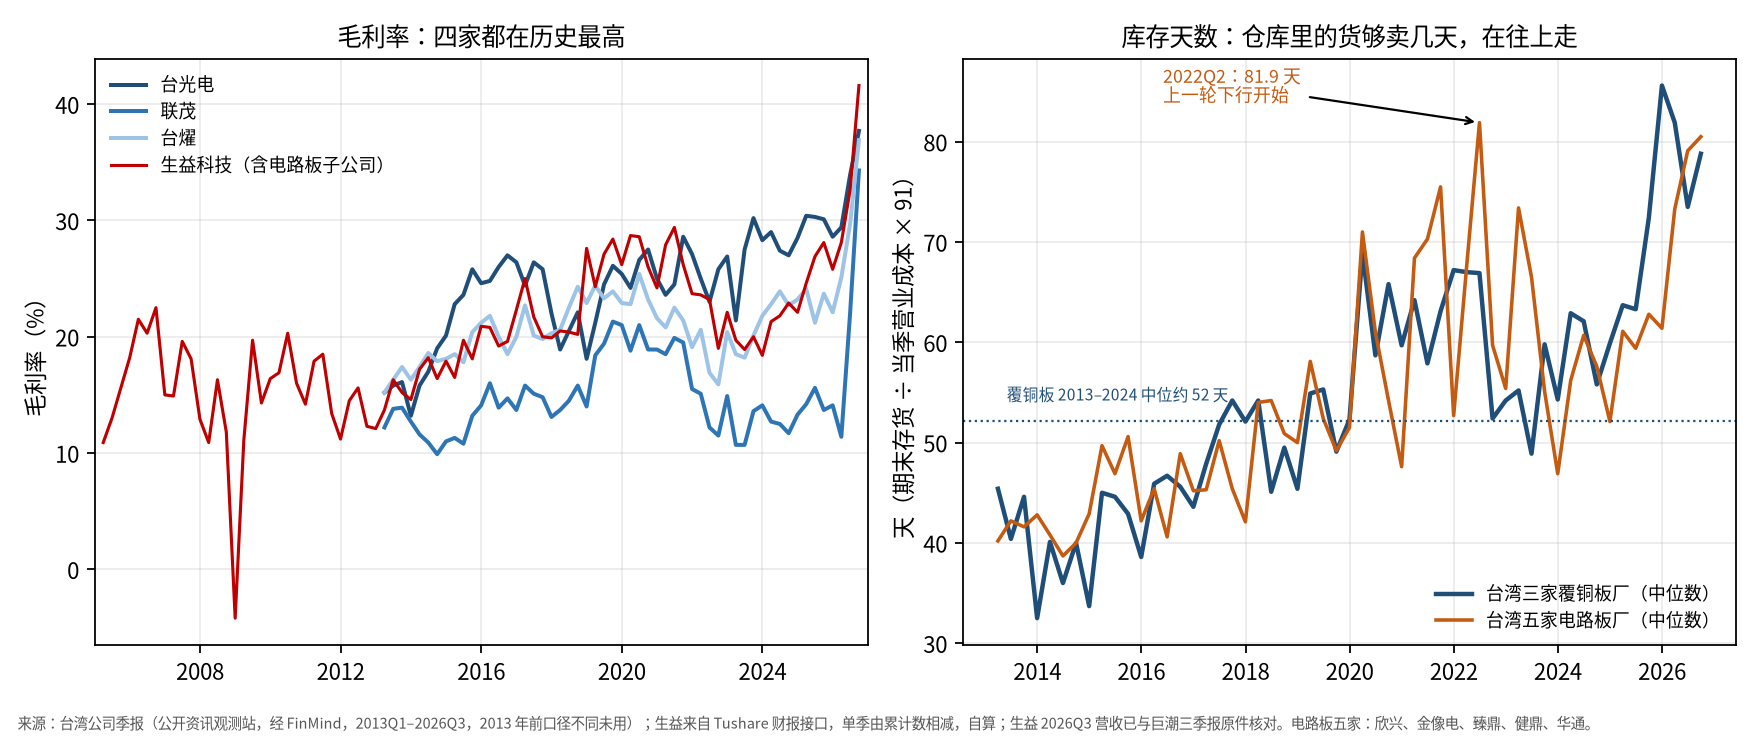 毛利率：四家都在历史最高
台光电
联茂
台燿
生益科技（含电路板子公司）
毛利率（%）
40
30
20
10
0
2008
2012
2016
2020
2024
库存天数：仓库里的货够卖几天，在往上走
2022Q2：81.9 天
上一轮下行开始
覆铜板 2013–2024 中位约 52 天
天（期末存货 ÷ 当季营业成本 × 91）
80
70
60
50
40
30
台湾三家覆铜板厂（中位数）
台湾五家电路板厂（中位数）
2014
2016
2018
2020
2022
2024
2026
来源：台湾公司季报（公开资讯观测站，经 FinMind，2013Q1–2026Q3，2013 年前口径不同未用）；生益来自 Tushare 财报接口，单季由累计数相减，自算；生益 2026Q3 营收已与巨潮三季报原件核对。电路板五家：欣兴、金像电、臻鼎、健鼎、华通。